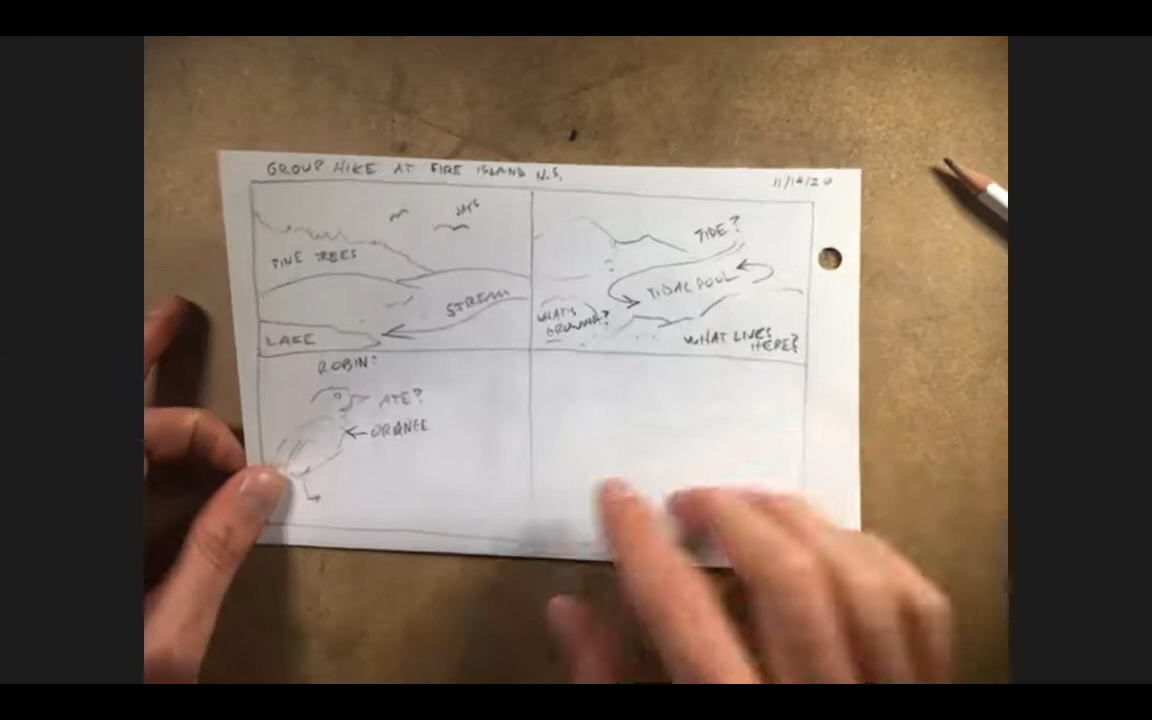 GROUP HIKE AT FIRE ISLAND N.S.
11/14/20
JAYS
PINE TREES
STREAM
LAKE
TIDE?
TIDAL POOL
WHAT'S
GROWING?
WHAT LIVES
HERE?
ROBIN:
ATE?
ORANGE